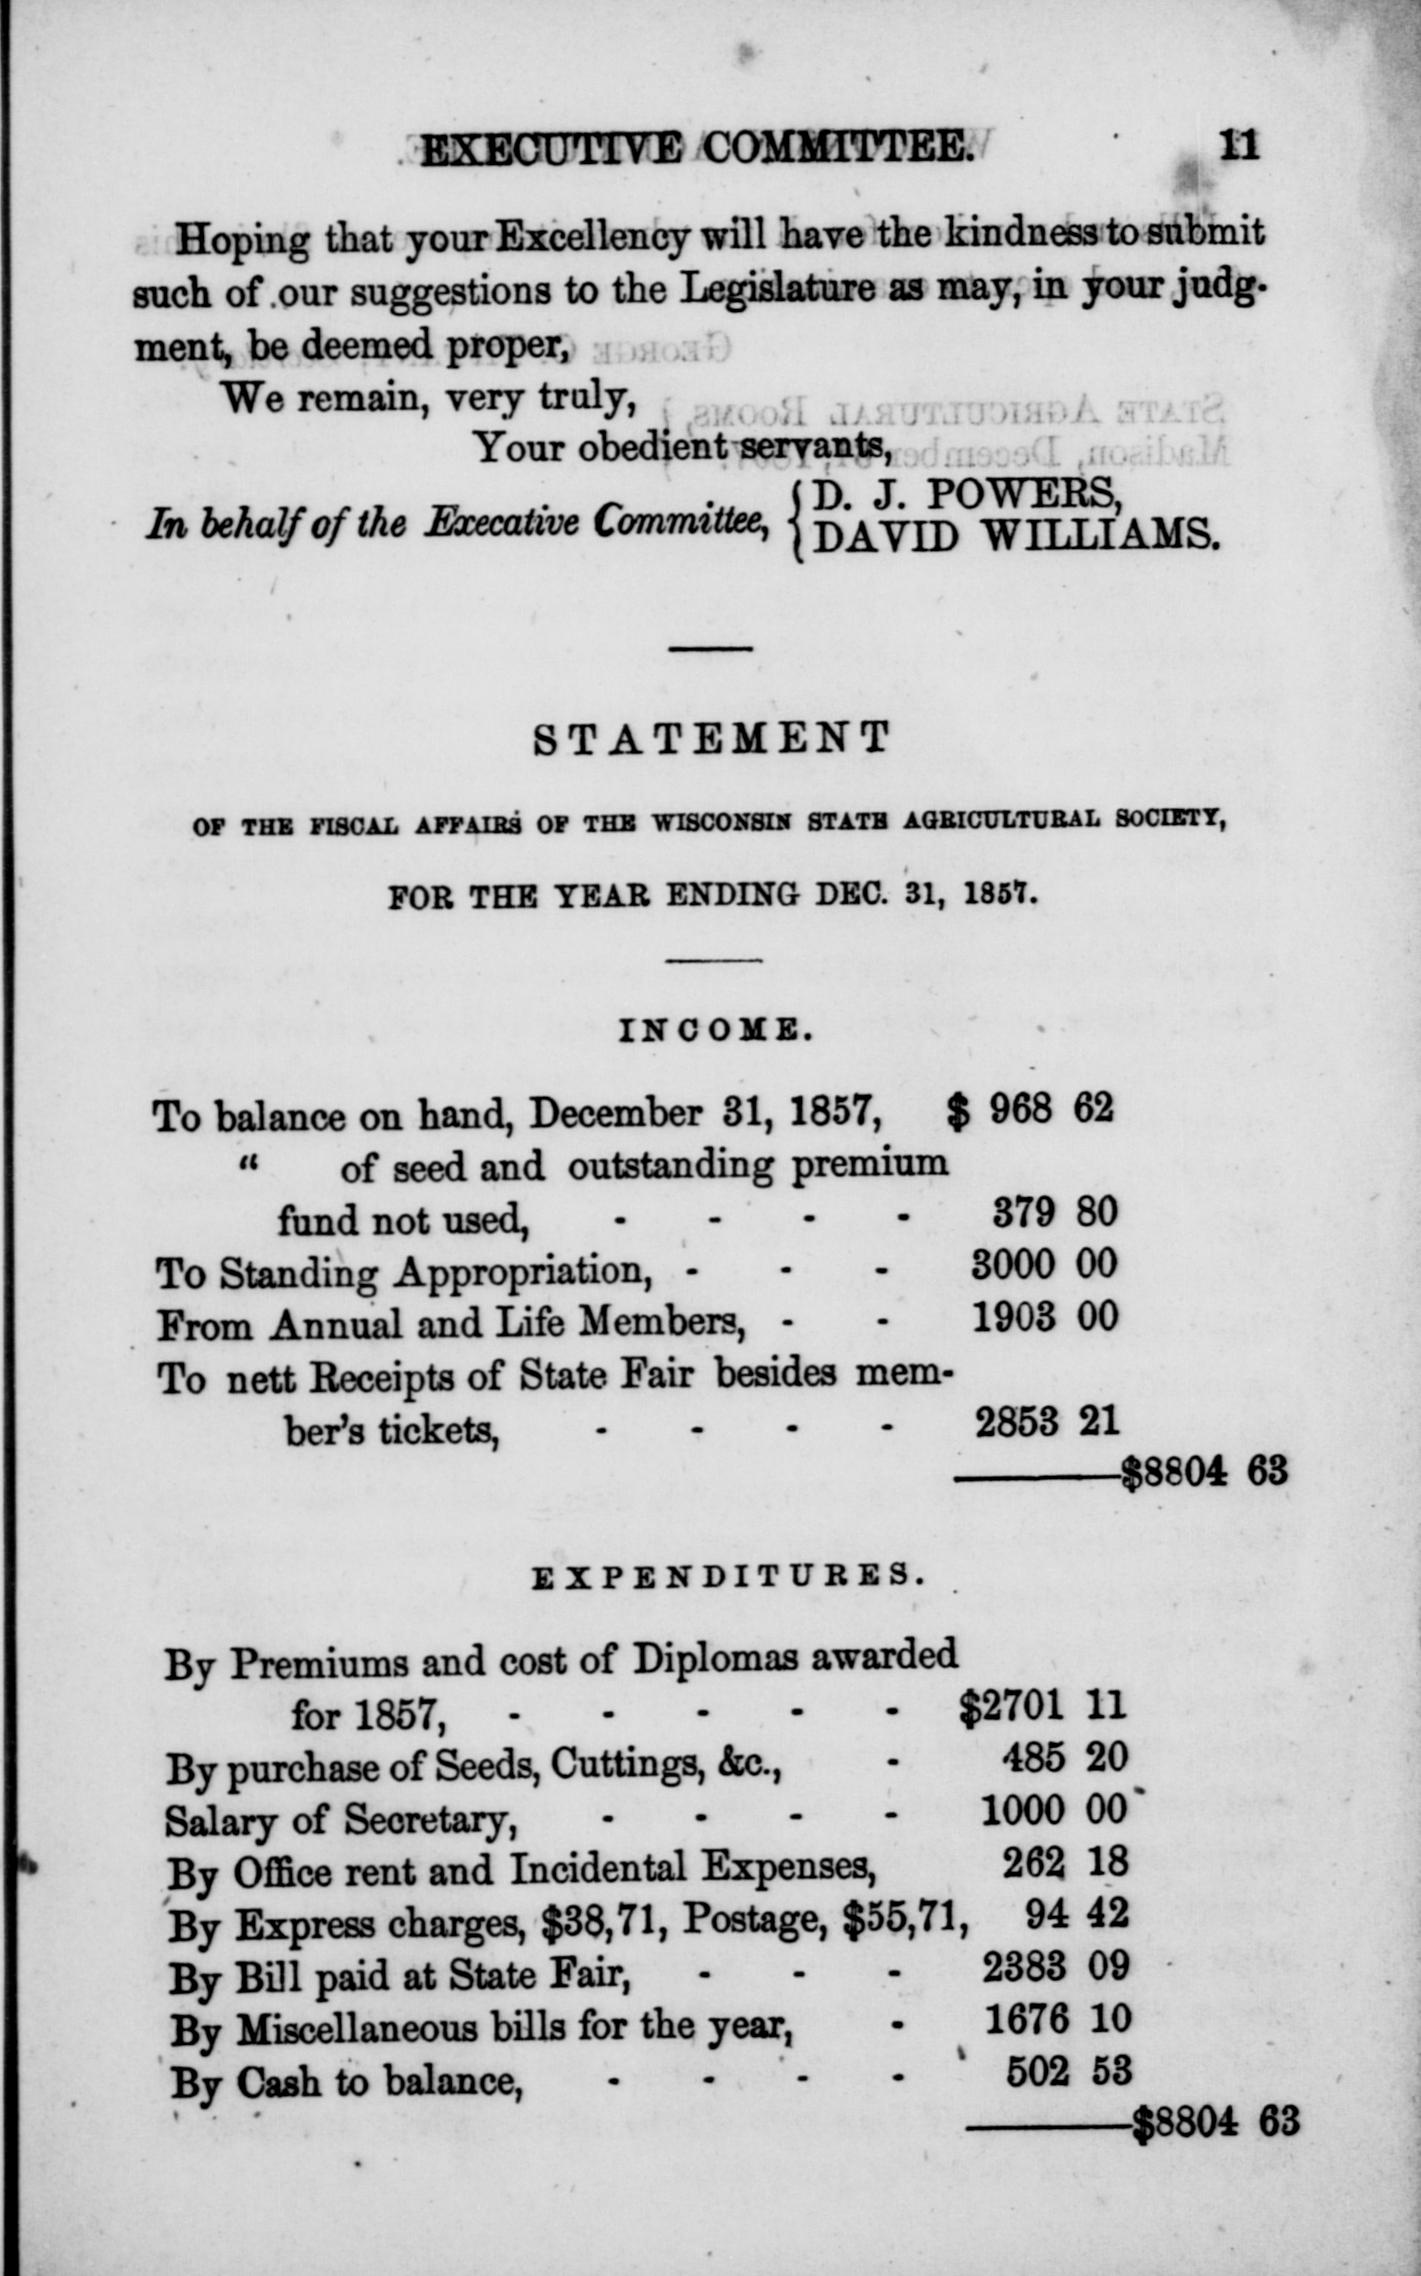 EXECUTIVE COMMITTEE. 11
Hoping that your Excellency will have the kindness to submit
such of our suggestions to the Legislature as may, in your judg-
ment, be deemed proper,
We remain, very truly,
Your obedient servants,
In behalf of the Execative Committee, { D. J. POWERS,
DAVID WILLIAMS.
STATEMENT
OF THE FISCAL AFFAIRS OF THE WISCONSIN STATE AGRICULTURAL SOCIETY,
FOR THE YEAR ENDING DEC. 31, 1857.
INCOME.
To balance on hand, December 31, 1857, $ 968 62
" of seed and outstanding premium
fund not used, - - - - 379 80
To Standing Appropriation, - - - 3000 00
From Annual and Life Members, - - 1903 00
To nett Receipts of State Fair besides mem-
ber's tickets, - - - - 2853 21
$8804 63
EXPENDITURES.
By Premiums and cost of Diplomas awarded
for 1857, - - - - - $2701 11
By purchase of Seeds, Cuttings, &c., - 485 20
Salary of Secretary, - - - - 1000 00
By Office rent and Incidental Expenses, 262 18
By Express charges, $38,71, Postage, $55,71, 94 42
By Bill paid at State Fair, - - - 2383 09
By Miscellaneous bills for the year, - 1676 10
By Cash to balance, - - - - 502 53
$8804 63